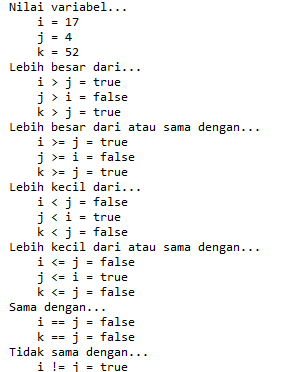 Nilai variabel...
    i = 17
    j = 4
    k = 52
Lebih besar dari...
    i > j = true
    j > i = false
    k > j = true
Lebih besar dari atau sama dengan...
    i >= j = true
    j >= i = false
    k >= j = true
Lebih kecil dari...
    i < j = false
    j < i = true
    k < j = false
Lebih kecil dari atau sama dengan...
    i <= j = false
    j <= i = true
    k <= j = false
Sama dengan...
    i == j = false
    k == j = false
Tidak sama dengan...
    i != j = true